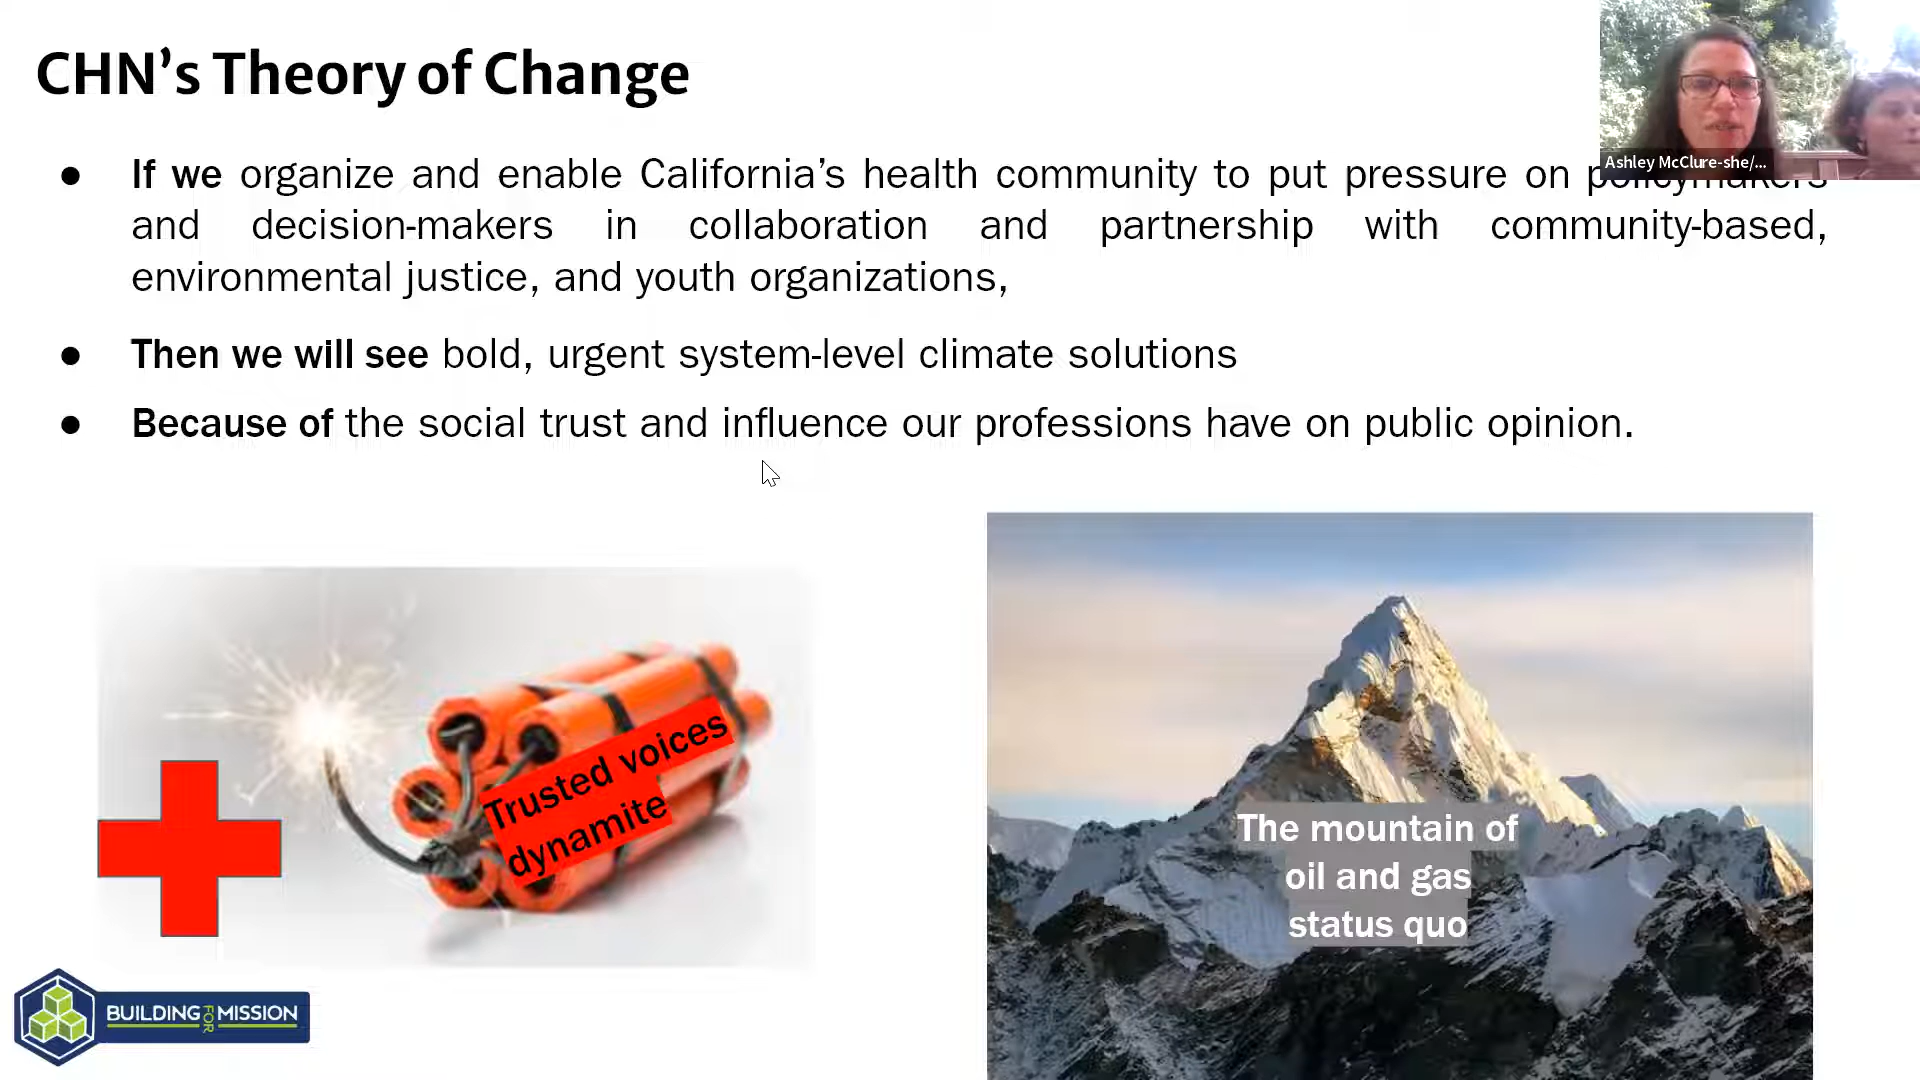 CHN’s Theory of Change
Ashley McClure-she/...
● If we organize and enable California’s health community to put pressure on policymakers
and decision-makers in collaboration and partnership with community-based,
environmental justice, and youth organizations,
● Then we will see bold, urgent system-level climate solutions
● Because of the social trust and influence our professions have on public opinion.
Trusted voices
dynamite
The mountain of
oil and gas
status quo
BUILDING FOR MISSION